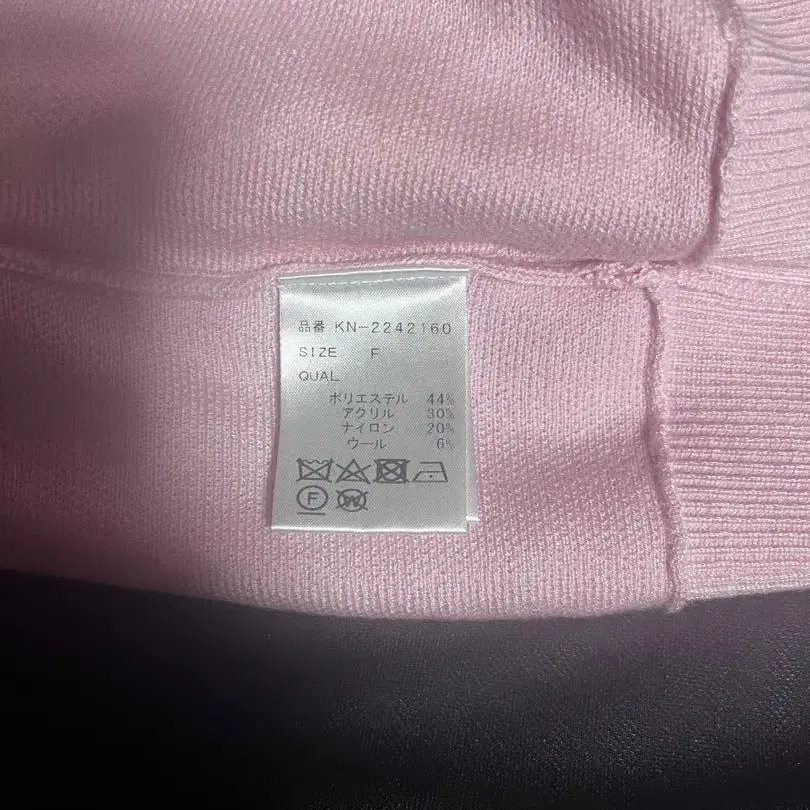 品番 KN-2242160
SIZE F
QUAL
ポリエステル 44%
アクリル 30%
ナイロン 20%
ウール 6%
F W